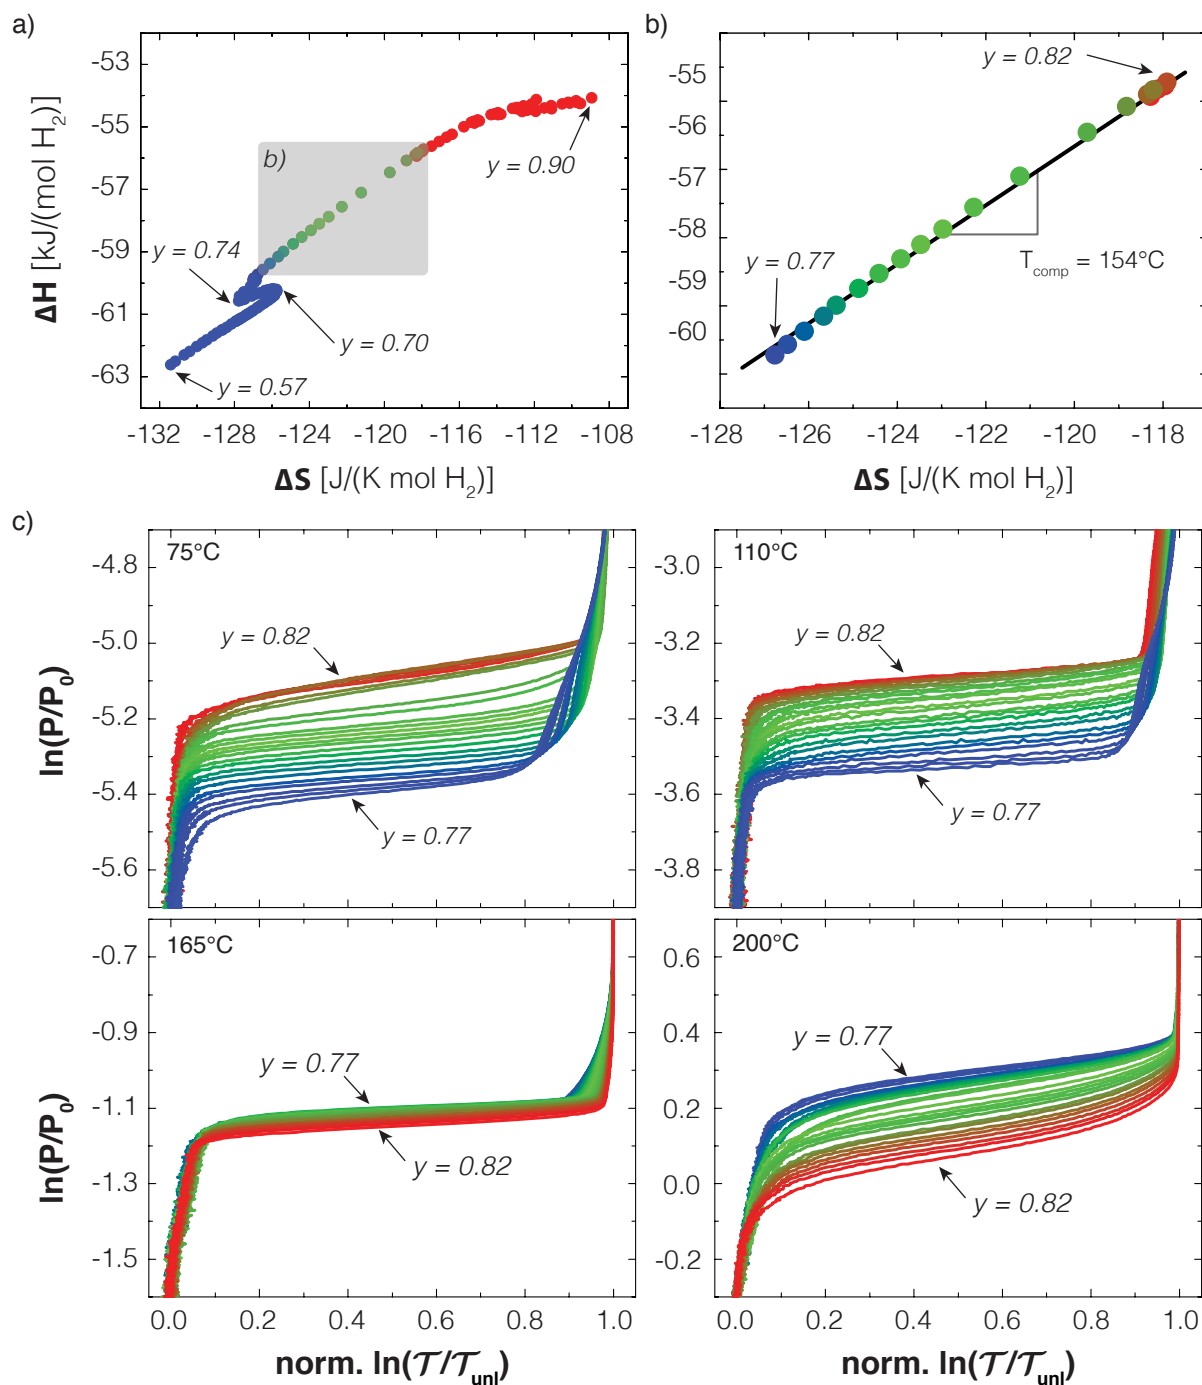 a)
-53
-55
-57
-59
-61
-63
ΔH [kJ/(mol H2)]
b)
y = 0.74
y = 0.90
y = 0.70
y = 0.57
-132 -128 -124 -120 -116 -112 -108
ΔS [J/(K mol H2)]
b)
-55
-56
-57
-58
-59
-60
y = 0.82
y = 0.77
Tcomp = 154°C
-128 -126 -124 -122 -120 -118
ΔS [J/(K mol H2)]
c)
75°C
-4.8
-5.0
-5.2
-5.4
-5.6
ln(P/P0)
y = 0.82
y = 0.77
110°C
-3.0
-3.2
-3.4
-3.6
-3.8
y = 0.82
y = 0.77
165°C
-0.7
-0.9
-1.1
-1.3
-1.5
ln(P/P0)
y = 0.77
y = 0.82
0.0 0.2 0.4 0.6 0.8 1.0
norm. ln(𝒯/𝒯unl)
200°C
0.6
0.4
0.2
0.0
-0.2
y = 0.77
y = 0.82
0.0 0.2 0.4 0.6 0.8 1.0
norm. ln(𝒯/𝒯unl)